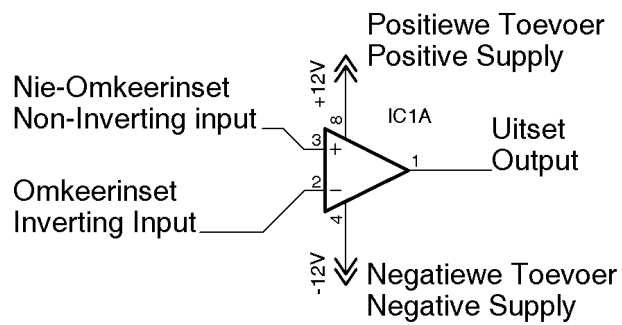 Positiewe Toevoer
Positive Supply
+12V
Nie-Omkeerinset
Non-Inverting input
8
IC1A
3
+
Uitset
Output
1
Omkeerinset
Inverting Input
2
−
4
-12V
Negatiewe Toevoer
Negative Supply